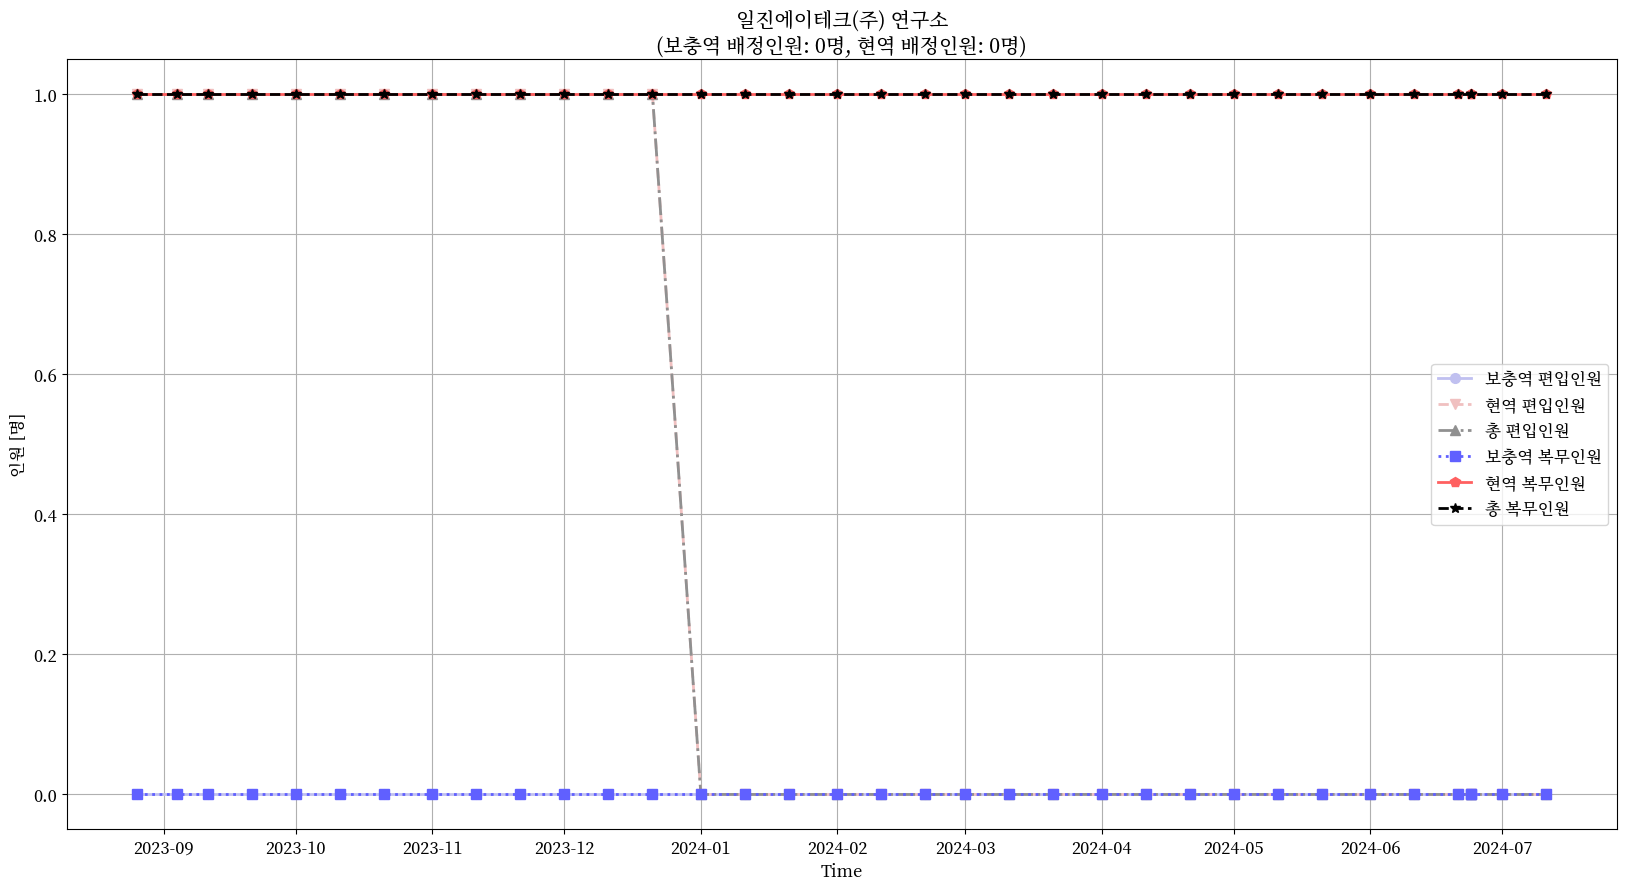 일진에이테크(주) 연구소
(보충역 배정인원: 0명, 현역 배정인원: 0명)
인원 [명]
1.0
0.8
0.6
0.4
0.2
0.0
보충역 편입인원
현역 편입인원
총 편입인원
보충역 복무인원
현역 복무인원
총 복무인원
2023-09
2023-10
2023-11
2023-12
2024-01
2024-02
2024-03
2024-04
2024-05
2024-06
2024-07
Time